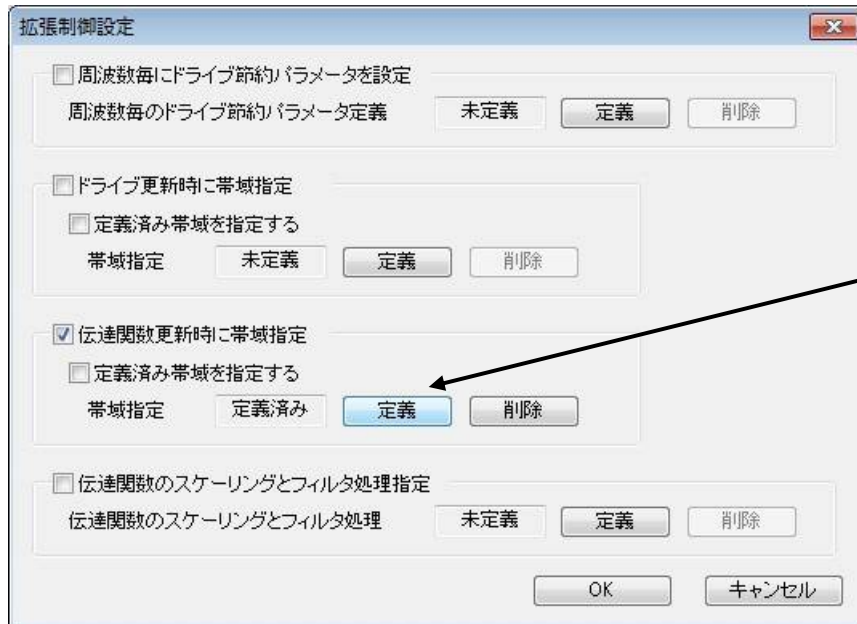 拡張制御設定
周波数毎にドライブ節約パラメータを設定
周波数毎のドライブ節約パラメータ定義 未定義 定義 削除
ドライブ更新時に帯域指定
定義済み帯域を指定する
帯域指定 未定義 定義 削除
伝達関数更新時に帯域指定
定義済み帯域を指定する
帯域指定 定義済み 定義 削除
伝達関数のスケーリングとフィルタ処理指定
伝達関数のスケーリングとフィルタ処理 未定義 定義 削除
OK キャンセル